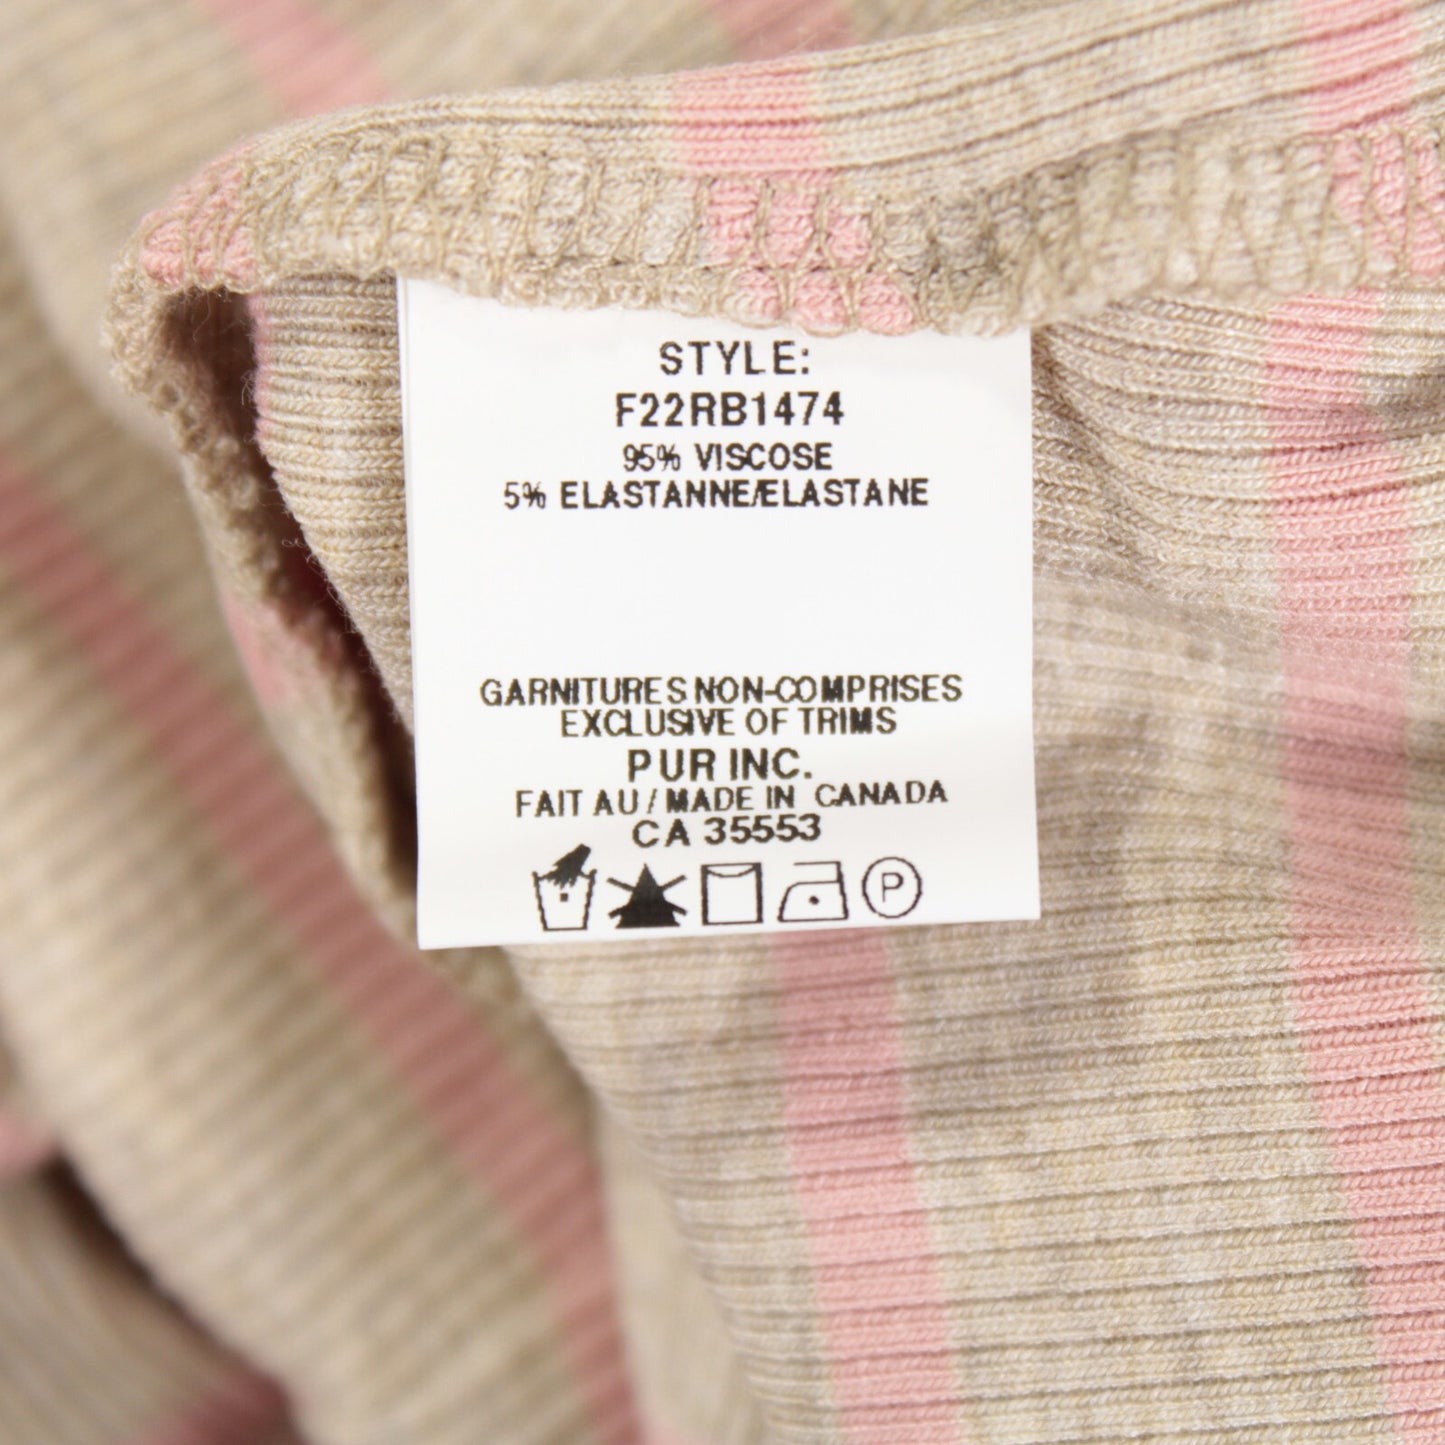 STYLE:
F22RB1474
95% VISCOSE
5% ELASTANNE/ELASTANE
GARNITURES NON-COMPRISES
EXCLUSIVE OF TRIMS
PUR INC.
FAIT AU / MADE IN CANADA
CA 35553
P